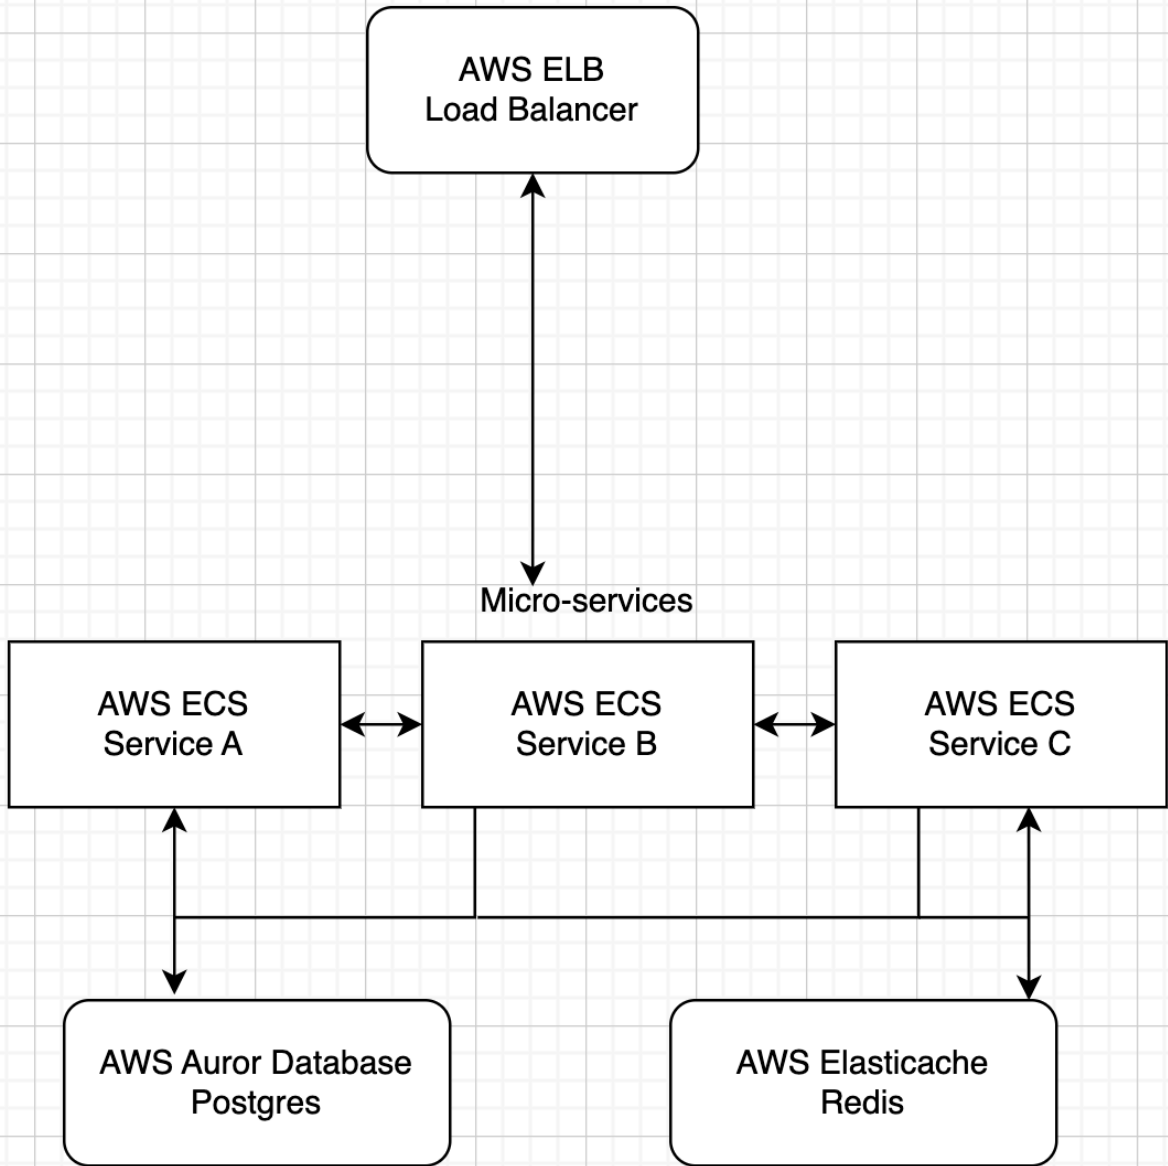 AWS ELB
Load Balancer
Micro-services
AWS ECS
Service A
AWS ECS
Service B
AWS ECS
Service C
AWS Auror Database
Postgres
AWS Elasticache
Redis